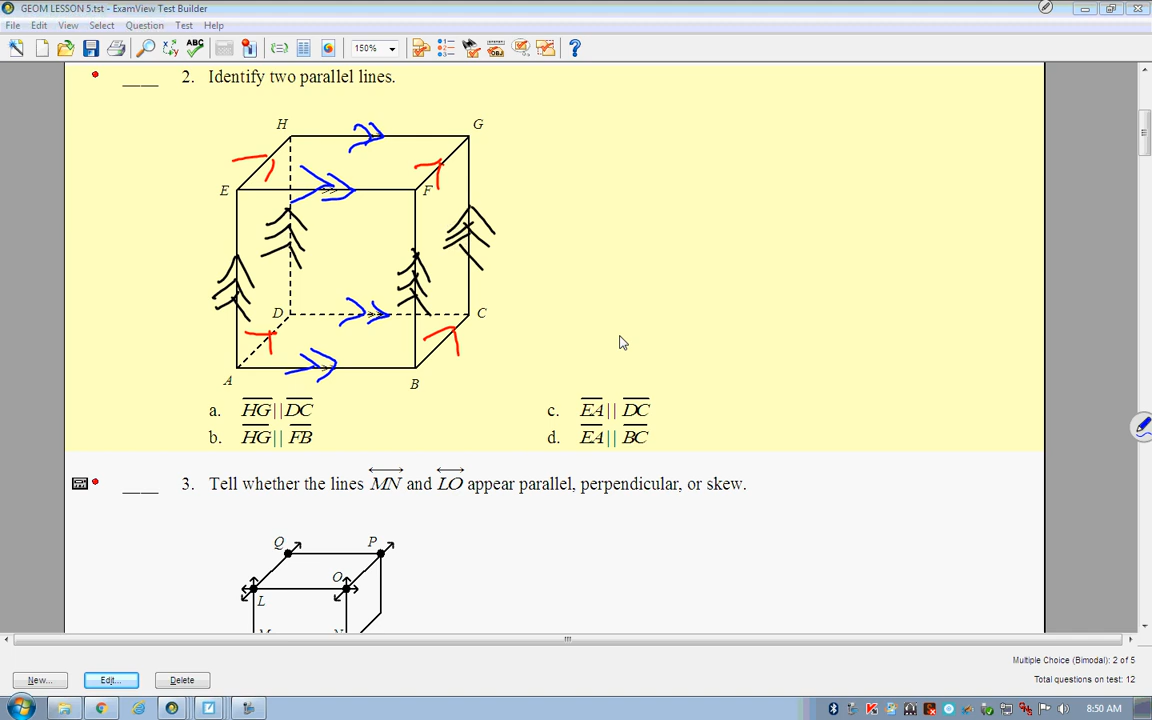 GEOM LESSON 5.tst - ExamView Test Builder
File Edit View Select Question Test Help
ABC 150% OBJ ?
____ 2. Identify two parallel lines.
H G
E F
D C
A B
a. HG||DC c. EA||DC
b. HG||FB d. EA||BC
____ 3. Tell whether the lines MN and LO appear parallel, perpendicular, or skew.
Q P
O
L
M N
Multiple Choice (Bimodal): 2 of 5
Total questions on test: 12
New... Edit... Delete
8:50 AM